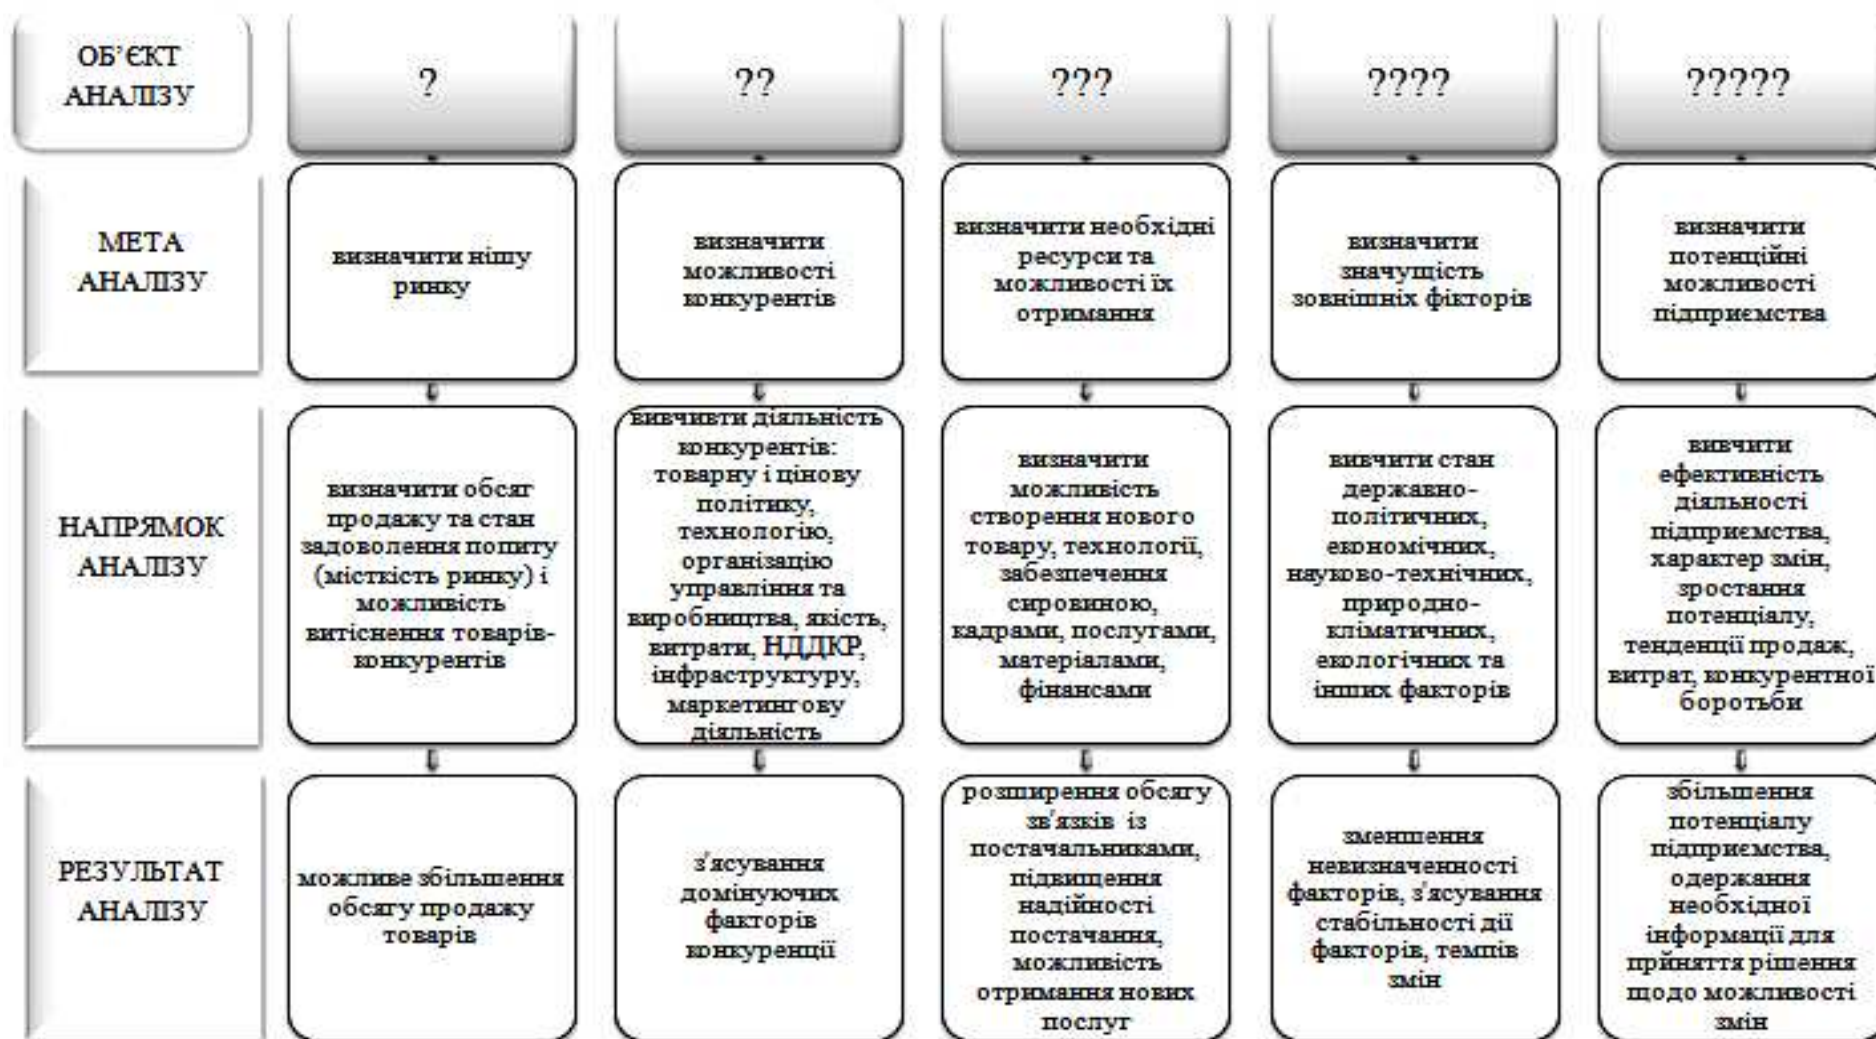 ОБ’ЄКТ
АНАЛІЗУ
?
??
???
????
?????
МЕТА
АНАЛІЗУ
визначити нішу
ринку
визначити
можливості
конкурентів
визначити необхідні
ресурси та
можливості їх
отримання
визначити
значущість
зовнішніх фікторів
визначити
потенційні
можливості
підприємства
НАПРЯМОК
АНАЛІЗУ
визначити обсяг
продажу та стан
задоволення попиту
(місткість ринку) і
можливість
витіснення товарів-
конкурентів
вивчивти діяльність
конкурентів:
товарну і цінову
політику,
технологію,
організацію
управління та
виробництва, якість,
витрати, НДДКР,
інфраструктуру,
маркетингову
діяльність
визначити
можливість
створення нового
товару, технології,
забезпечення
сировиною,
кадрами, послугами,
матеріалами,
фінансами
вивчити стан
державно-
політичних,
економічних,
науково-технічних,
природно-
кліматичних,
екологічних та
інших факторів
вивчити
ефективність
діяльності
підприємства,
характер змін,
зростання
потенціалу,
тенденції продаж,
витрат, конкурентної
боротьби
РЕЗУЛЬТАТ
АНАЛІЗУ
можливе збільшення
обсягу продажу
товарів
з'ясування
домінуючих
факторів
конкуренції
розширення обсягу
зв'язків із
постачальниками,
підвищення
надійності
постачання,
можливість
отримання нових
послуг
зменшення
невизначенності
факторів, з'ясування
стабільності дії
факторів, темпів
змін
збільшення
потенціалу
підприємства,
одержання
необхідної
інформації для
прйняття рішення
щодо можливості
змін